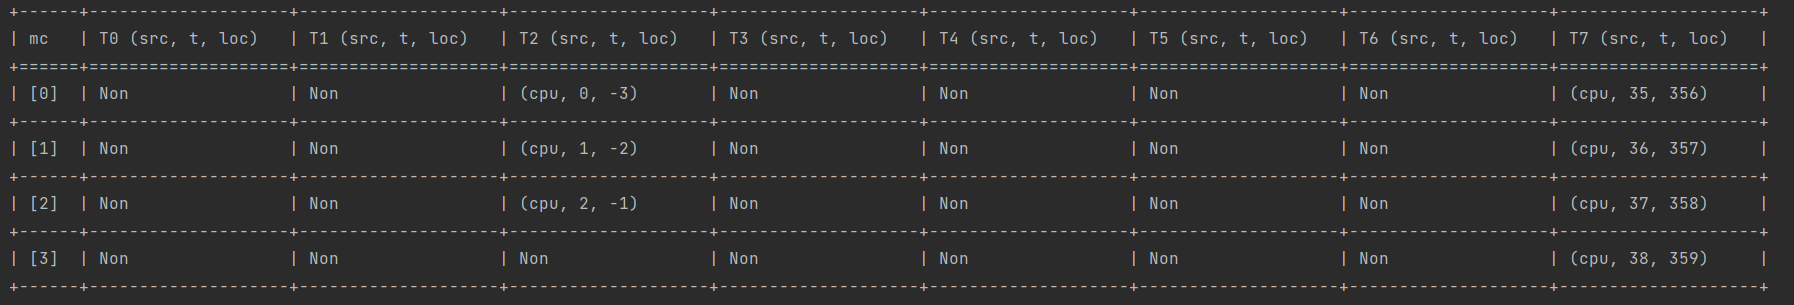 +------+--------------------+--------------------+--------------------+--------------------+--------------------+--------------------+--------------------+--------------------+
| mc   | T0 (src, t, loc)   | T1 (src, t, loc)   | T2 (src, t, loc)   | T3 (src, t, loc)   | T4 (src, t, loc)   | T5 (src, t, loc)   | T6 (src, t, loc)   | T7 (src, t, loc)   |
+======+====================+====================+====================+====================+====================+====================+====================+====================+
| [0]  | Non                | Non                | (cpu, 0, -3)       | Non                | Non                | Non                | Non                | (cpu, 35, 356)     |
+------+--------------------+--------------------+--------------------+--------------------+--------------------+--------------------+--------------------+--------------------+
| [1]  | Non                | Non                | (cpu, 1, -2)       | Non                | Non                | Non                | Non                | (cpu, 36, 357)     |
+------+--------------------+--------------------+--------------------+--------------------+--------------------+--------------------+--------------------+--------------------+
| [2]  | Non                | Non                | (cpu, 2, -1)       | Non                | Non                | Non                | Non                | (cpu, 37, 358)     |
+------+--------------------+--------------------+--------------------+--------------------+--------------------+--------------------+--------------------+--------------------+
| [3]  | Non                | Non                | Non                | Non                | Non                | Non                | Non                | (cpu, 38, 359)     |
+------+--------------------+--------------------+--------------------+--------------------+--------------------+--------------------+--------------------+--------------------+